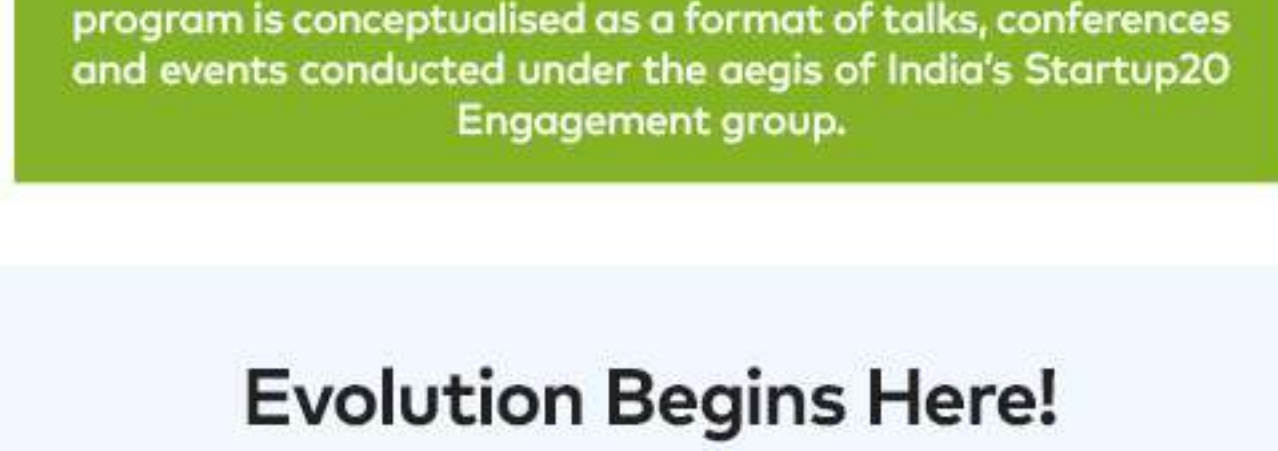 program is conceptualised as a format of talks, conferences
and events conducted under the aegis of India's Startup20
Engagement group.
Evolution Begins Here!